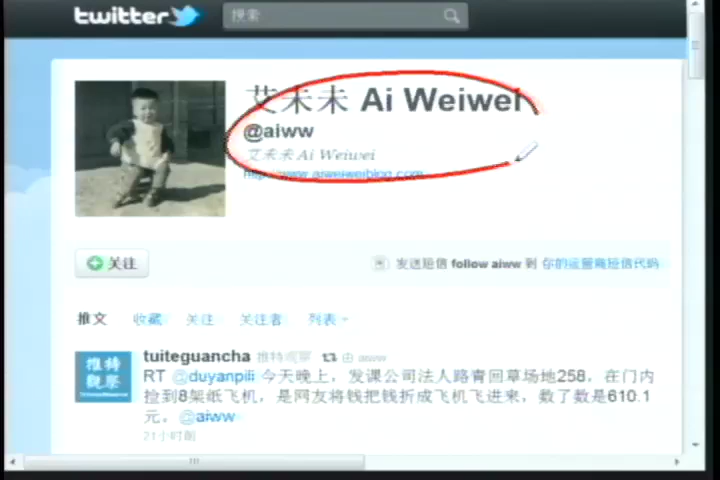 twitter
搜索
艾未未 Ai Weiwei
@aiww
艾未未 Ai Weiwei
http://www.aiweiweiblog.com
关注
发送短信 follow aiww 到 你的运营商短信代码
推文 收藏 关注 关注者 列表
推特
觀察
tuiteguancha 推特观察 由 aiww
RT @duyanpili 今天晚上，发课公司法人路青回草场地258，在门内
捡到8架纸飞机，是网友将钱把钱折成飞机飞进来，数了数是610.1
元，@aiww
21小时前